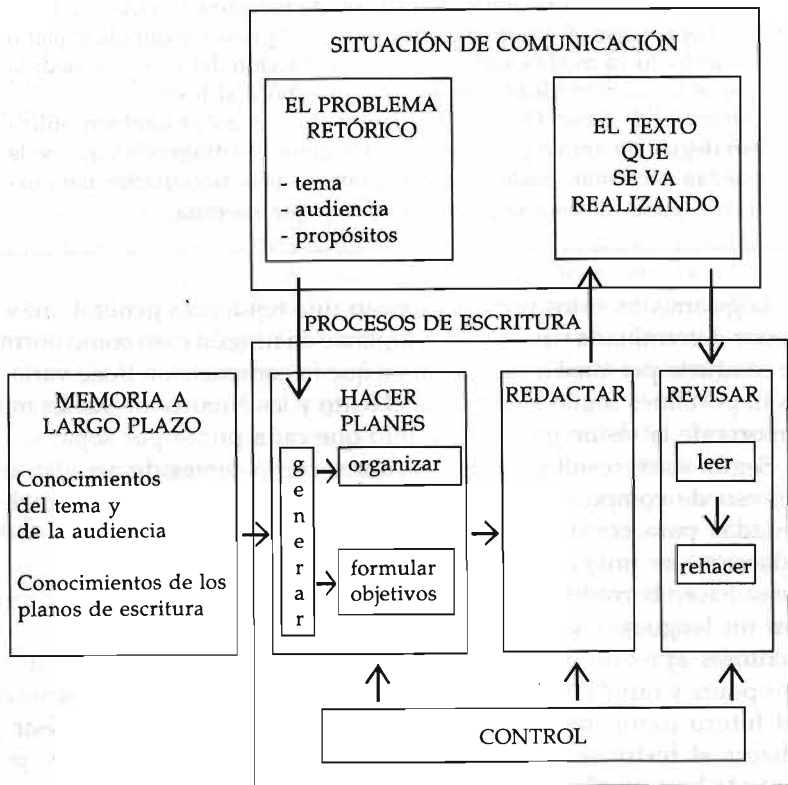 SITUACIÓN DE COMUNICACIÓN
EL PROBLEMA
RETÓRICO
- tema
- audiencia
- propósitos
EL TEXTO
QUE
SE VA
REALIZANDO
PROCESOS DE ESCRITURA
MEMORIA A
LARGO PLAZO
Conocimientos
del tema y
de la audiencia
Conocimientos de los
planos de escritura
HACER
PLANES
generar
organizar
formular
objetivos
REDACTAR
REVISAR
leer
rehacer
CONTROL